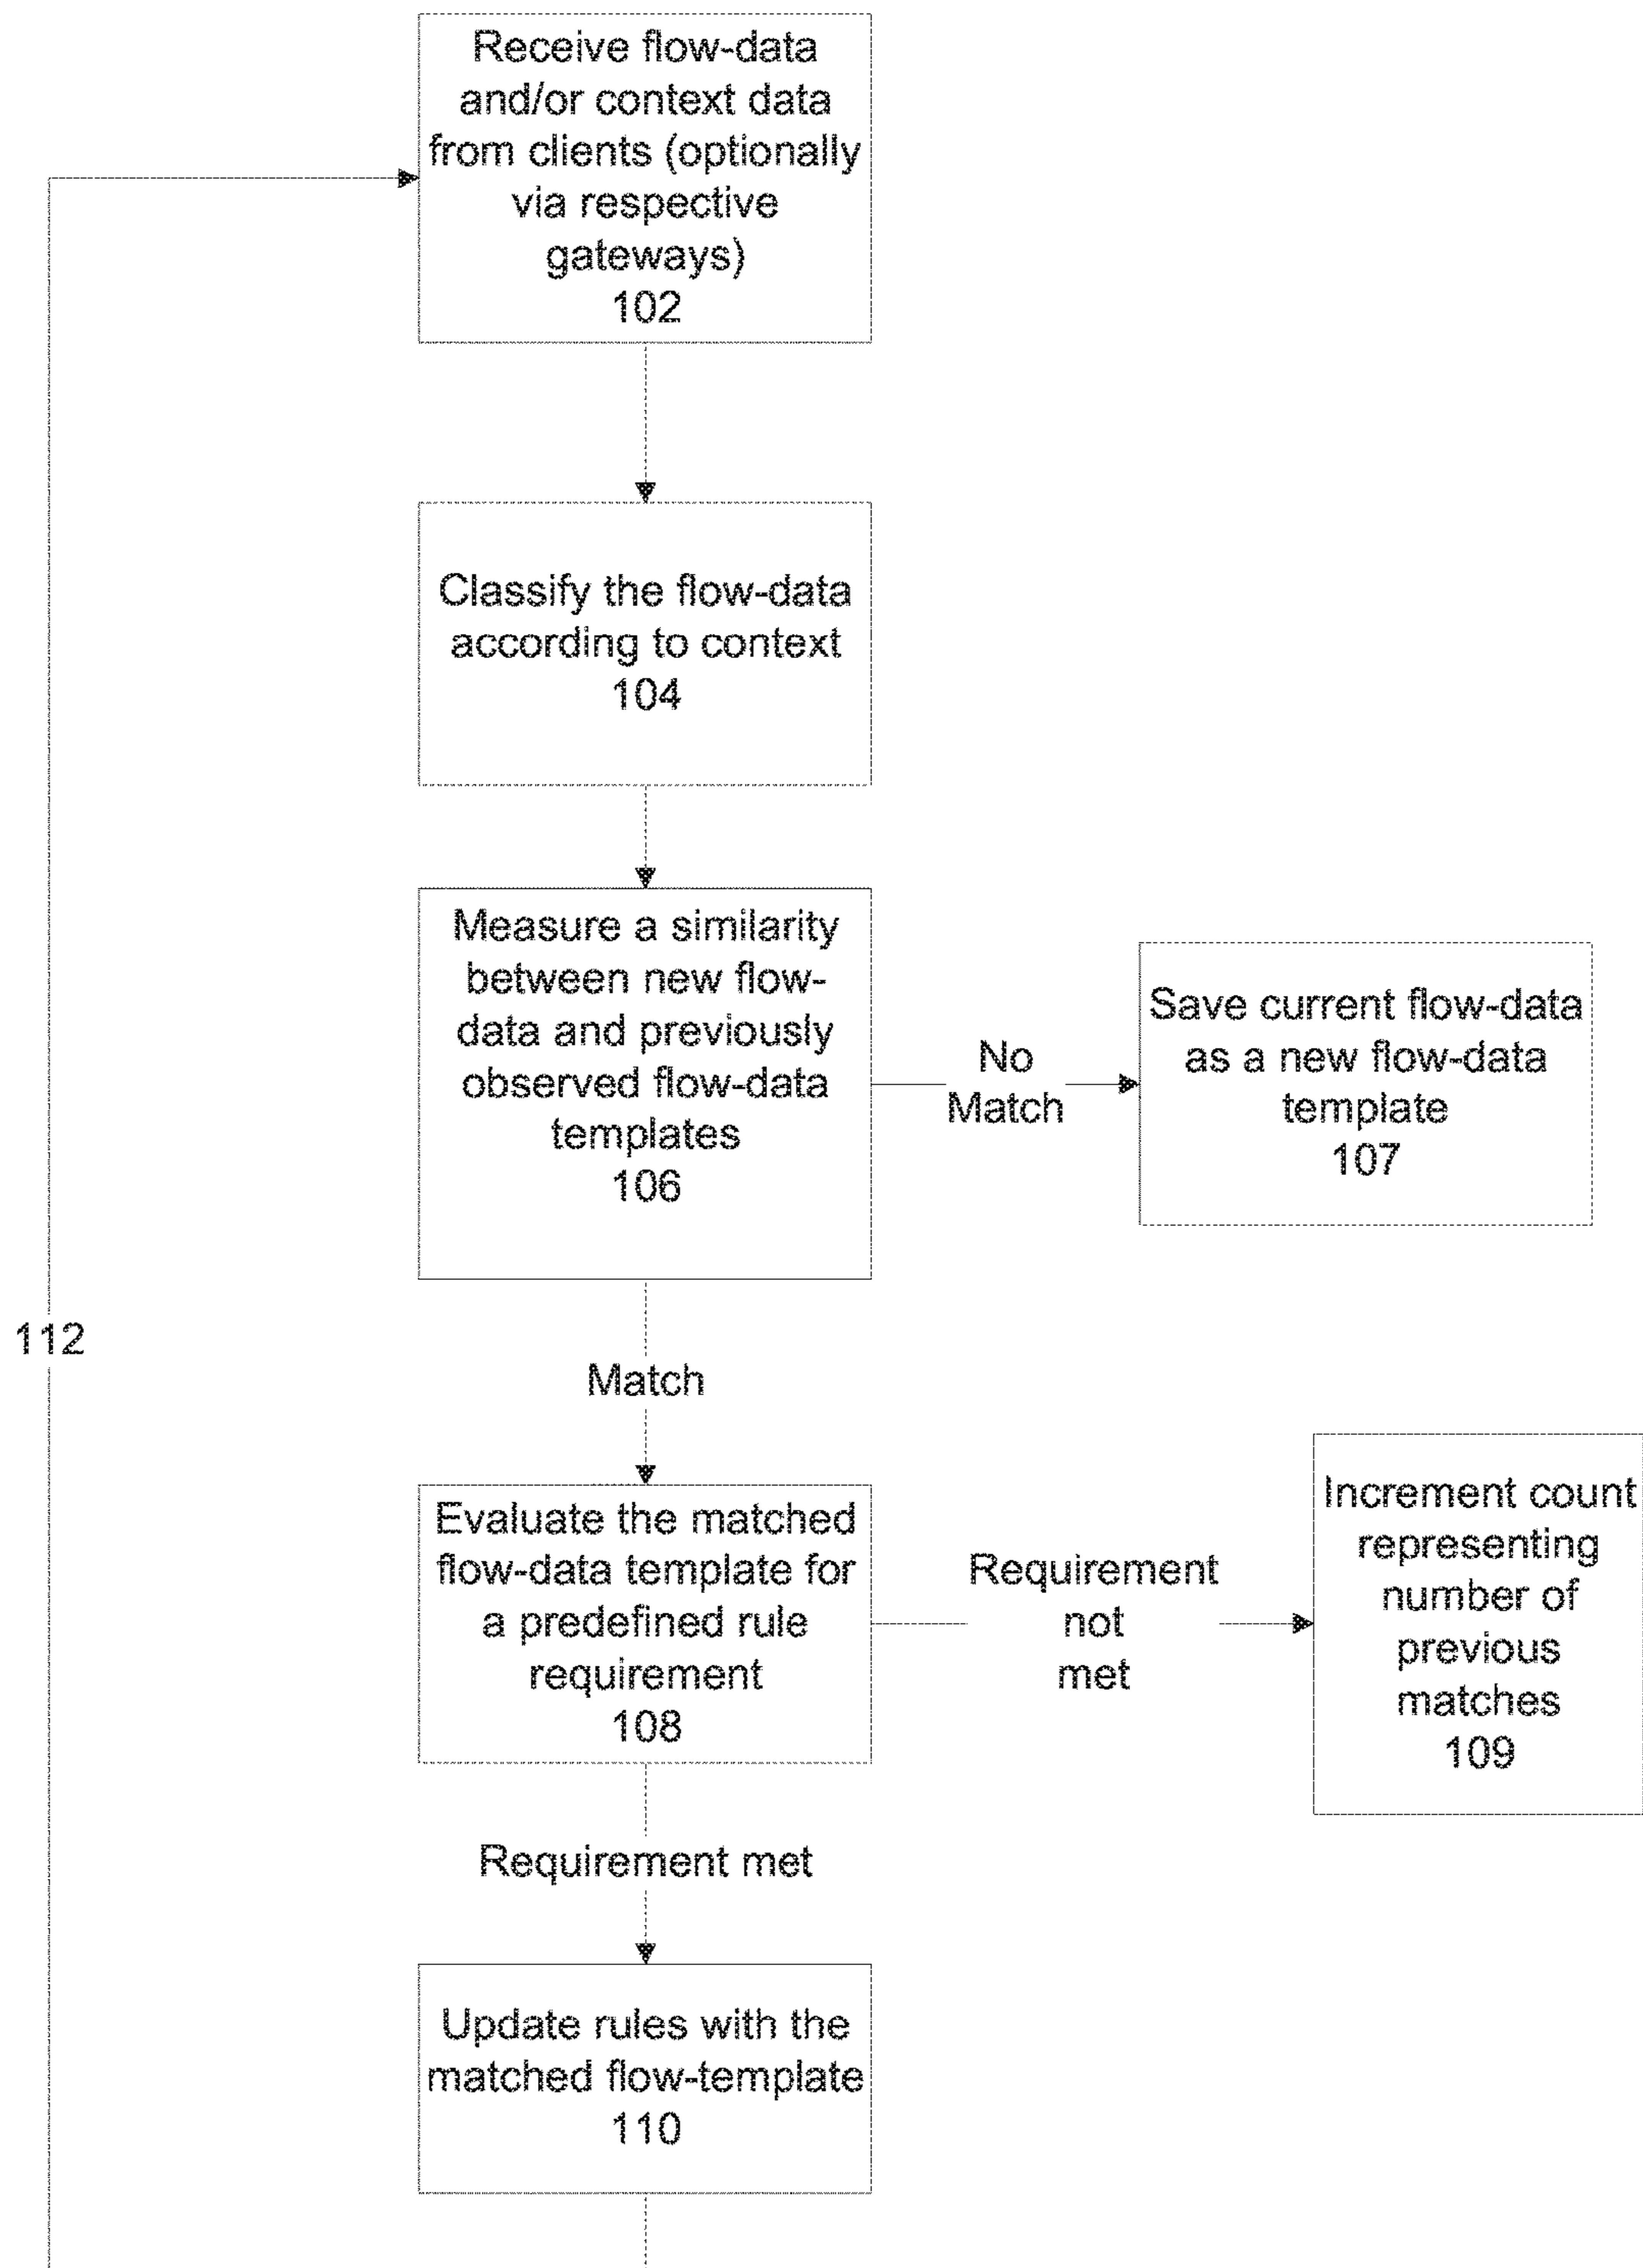 Receive flow-data
and/or context data
from clients (optionally
via respective
gateways)
102
Classify the flow-data
according to context
104
Measure a similarity
between new flow-
data and previously
observed flow-data
templates
106
No
Match
Save current flow-data
as a new flow-data
template
107
112
Match
Evaluate the matched
flow-data template for
a predefined rule
requirement
108
Requirement
not
met
Increment count
representing
number of
previous
matches
109
Requirement met
Update rules with the
matched flow-template
110